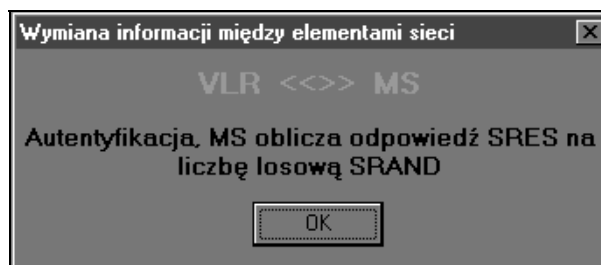 Wymiana informacji między elementami sieci
VLR <<>> MS
Autentyfikacja, MS oblicza odpowiedź SRES na
liczbę losową SRAND
OK